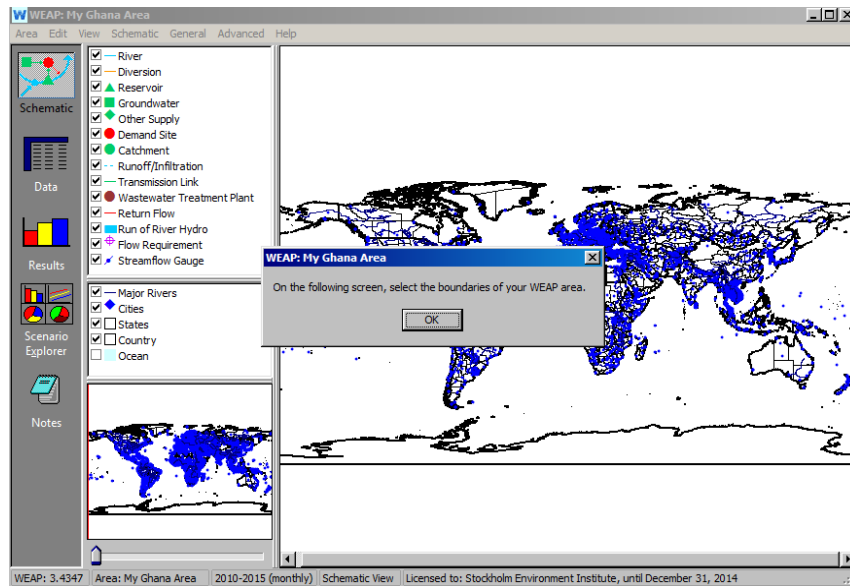 WEAP: My Ghana Area
Area Edit View Schematic General Advanced Help
Schematic
Data
Results
Scenario
Explorer
Notes
River
Diversion
Reservoir
Groundwater
Other Supply
Demand Site
Catchment
Runoff/Infiltration
Transmission Link
Wastewater Treatment Plant
Return Flow
Run of River Hydro
Flow Requirement
Streamflow Gauge
Major Rivers
Cities
States
Country
Ocean
WEAP: My Ghana Area
On the following screen, select the boundaries of your WEAP area.
OK
WEAP: 3.4347 Area: My Ghana Area 2010-2015 (monthly) Schematic View Licensed to: Stockholm Environment Institute, until December 31, 2014